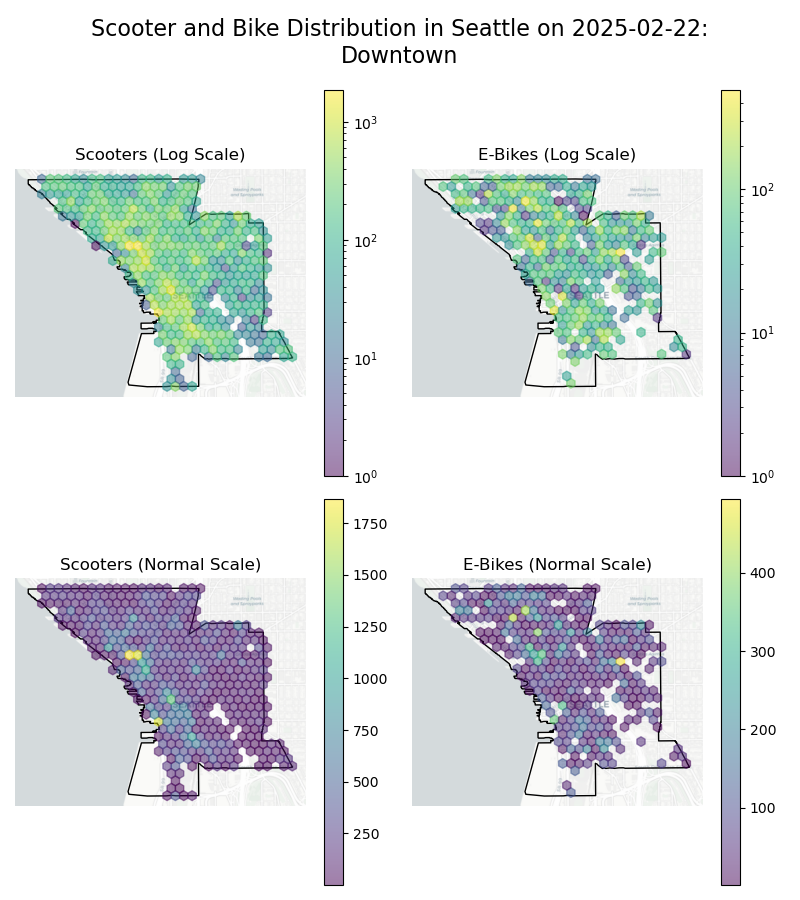 Scooter and Bike Distribution in Seattle on 2025-02-22:
Downtown
Scooters (Log Scale)
10^3
10^2
10^1
10^0
E-Bikes (Log Scale)
SEATTLE
10^2
10^1
10^0
Scooters (Normal Scale)
1750
1500
1250
1000
750
500
250
E-Bikes (Normal Scale)
SEATTLE
400
300
200
100